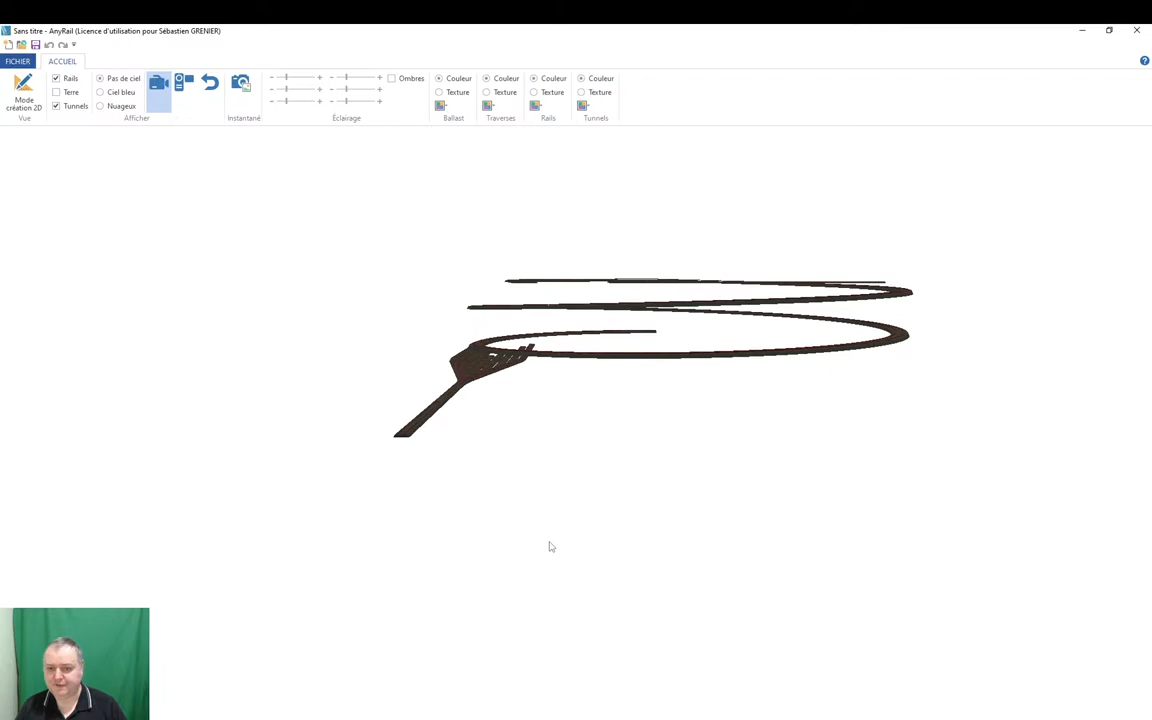 Sans titre - AnyRail (Licence d'utilisation pour Sébastien GRENIER)
FICHIER ACCUEIL
Mode création 2D
Vue
Rails
Terre
Tunnels
Pas de ciel
Ciel bleu
Nuageux
Afficher
Instantané
Ombres
Éclairage
Couleur
Texture
Ballast
Couleur
Texture
Traverses
Couleur
Texture
Rails
Couleur
Texture
Tunnels